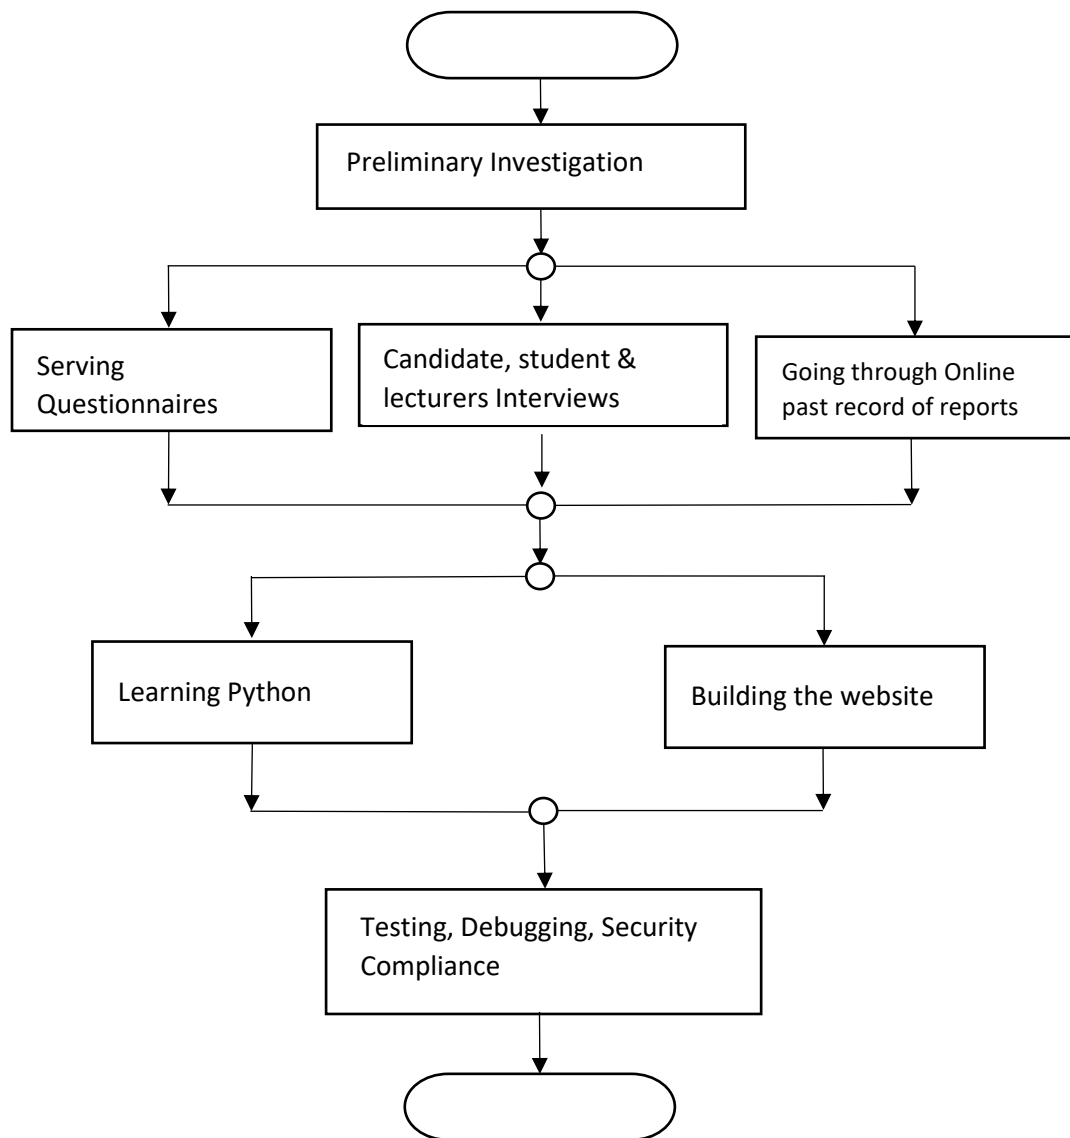 Preliminary Investigation
Serving
Questionnaires
Candidate, student &
lecturers Interviews
Going through Online
past record of reports
Learning Python
Building the website
Testing, Debugging, Security
Compliance